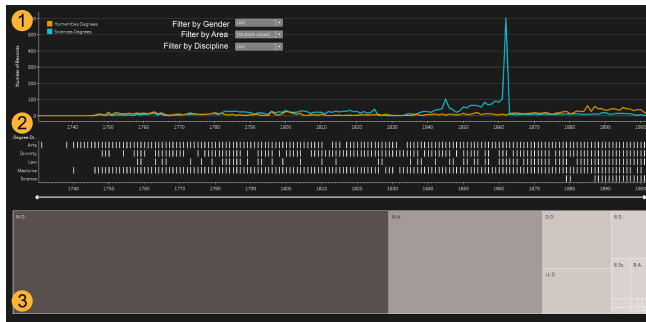 1
Humanities Degrees
Sciences Degrees
Filter by Gender (All)
Filter by Area (Multiple values)
Filter by Discipline (All)
Number of Records
600
500
400
300
200
100
0
1740 1750 1760 1770 1780 1790 1800 1810 1820 1830 1840 1850 1860 1870 1880 1890 1900
2
Degree Di..
Arts
Divinity
Law
Medicine
Science
1740 1750 1760 1770 1780 1790 1800 1810 1820 1830 1840 1850 1860 1870 1880 1890 1900
M.D. M.A. D.D. B.D.
LL.D. B.Sc. B.A.
3